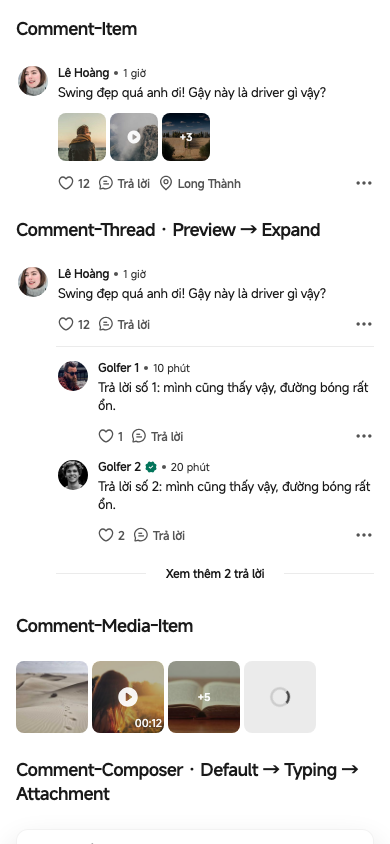 Comment-Item
Lê Hoàng • 1 giờ
Swing đẹp quá anh ơi! Gậy này là driver gì vậy?
+3
12 Trả lời Long Thành
Comment-Thread · Preview → Expand
Lê Hoàng • 1 giờ
Swing đẹp quá anh ơi! Gậy này là driver gì vậy?
12 Trả lời
Golfer 1 • 10 phút
Trả lời số 1: mình cũng thấy vậy, đường bóng rất
ổn.
1 Trả lời
Golfer 2 • 20 phút
Trả lời số 2: mình cũng thấy vậy, đường bóng rất
ổn.
2 Trả lời
Xem thêm 2 trả lời
Comment-Media-Item
+5
00:12
Comment-Composer · Default → Typing →
Attachment